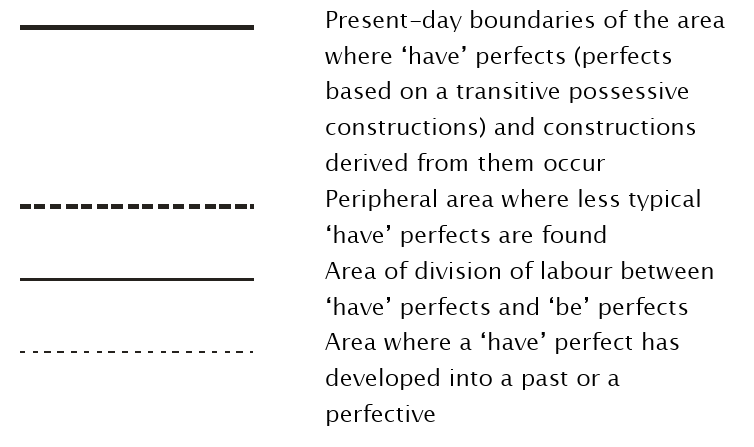 Present–day boundaries of the area
where ‘have’ perfects (perfects
based on a transitive possessive
constructions) and constructions
derived from them occur
Peripheral area where less typical
‘have’ perfects are found
Area of division of labour between
‘have’ perfects and ‘be’ perfects
Area where a ‘have’ perfect has
developed into a past or a
perfective